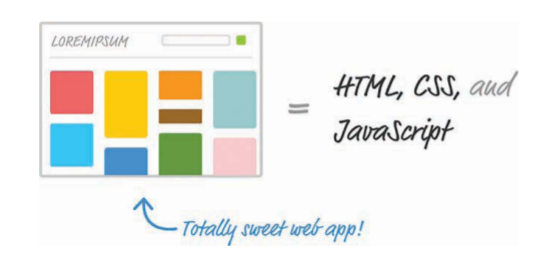 LOREMIPSUM
= HTML, CSS, and
JavaScript
Totally sweet web app!